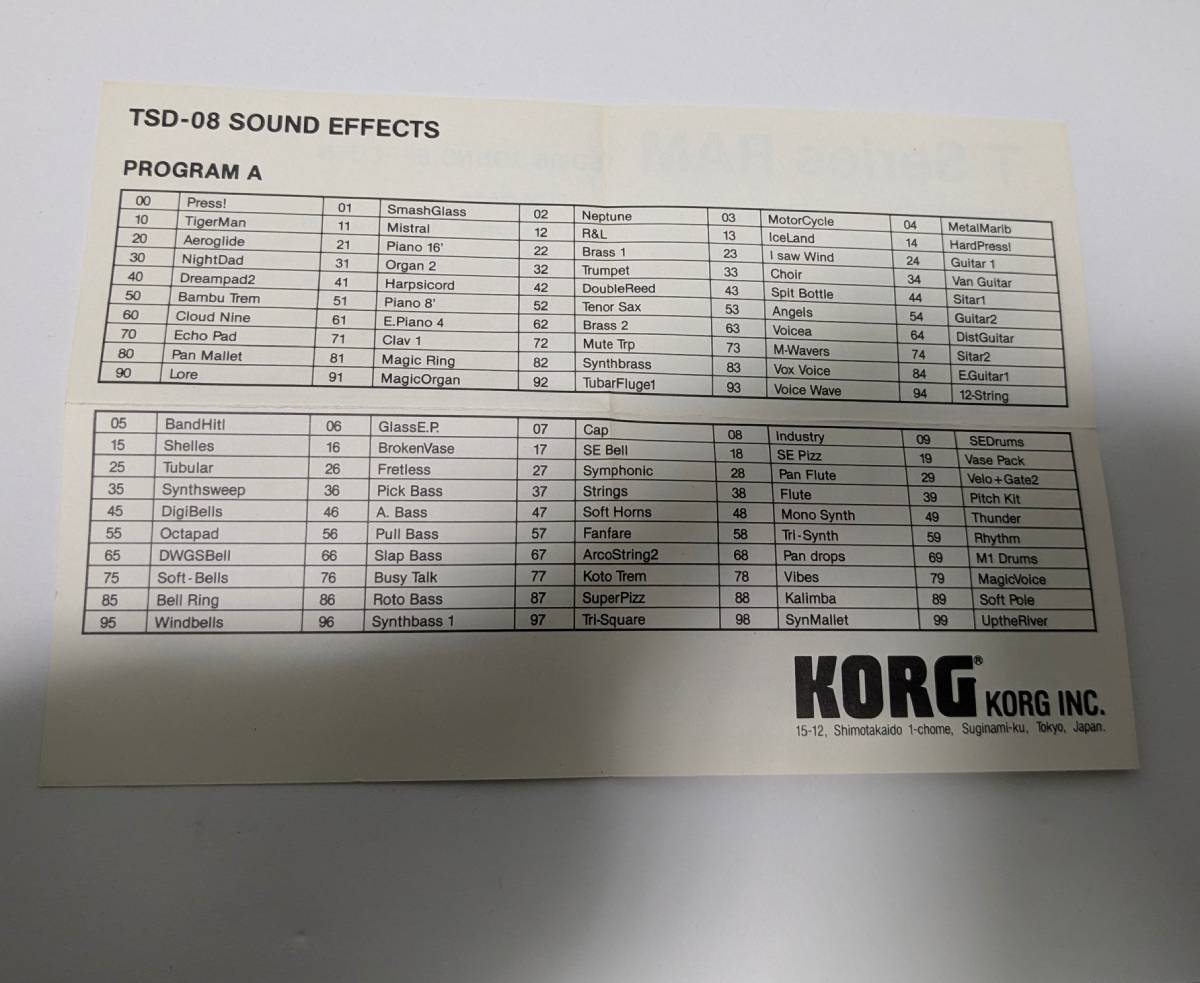 TSD-08 SOUND EFFECTS
PROGRAM A
00 Press! 01 SmashGlass 02 Neptune 03 MotorCycle 04 MetalMarib
10 TigerMan 11 Mistral 12 R&L 13 IceLand 14 HardPress!
20 Aeroglide 21 Piano 16' 22 Brass 1 23 I saw Wind 24 Guitar 1
30 NightDad 31 Organ 2 32 Trumpet 33 Choir 34 Van Guitar
40 Dreampad2 41 Harpsicord 42 DoubleReed 43 Spit Bottle 44 Sitar1
50 Bambu Trem 51 Piano 8' 52 Tenor Sax 53 Angels 54 Guitar2
60 Cloud Nine 61 E.Piano 4 62 Brass 2 63 Voicea 64 DistGuitar
70 Echo Pad 71 Clav 1 72 Mute Trp 73 M-Wavers 74 Sitar2
80 Pan Mallet 81 Magic Ring 82 Synthbrass 83 Vox Voice 84 E.Guitar1
90 Lore 91 MagicOrgan 92 TubarFluge1 93 Voice Wave 94 12-String
05 BandHit! 06 GlassE.P. 07 Cap 08 Industry 09 SEDrums
15 Shelles 16 BrokenVase 17 SE Bell 18 SE Pizz 19 Vase Pack
25 Tubular 26 Fretless 27 Symphonic 28 Pan Flute 29 Velo+Gate2
35 Synthsweep 36 Pick Bass 37 Strings 38 Flute 39 Pitch Kit
45 DigiBells 46 A. Bass 47 Soft Horns 48 Mono Synth 49 Thunder
55 Octapad 56 Pull Bass 57 Fanfare 58 Tri-Synth 59 Rhythm
65 DWGSBell 66 Slap Bass 67 ArcoString2 68 Pan drops 69 M1 Drums
75 Soft-Bells 76 Busy Talk 77 Koto Trem 78 Vibes 79 MagicVoice
85 Bell Ring 86 Roto Bass 87 SuperPizz 88 Kalimba 89 Soft Pole
95 Windbells 96 Synthbass 1 97 Tri-Square 98 SynMallet 99 UptheRiver
KORG® KORG INC.
15-12, Shimotakaido 1-chome, Suginami-ku, Tokyo, Japan.